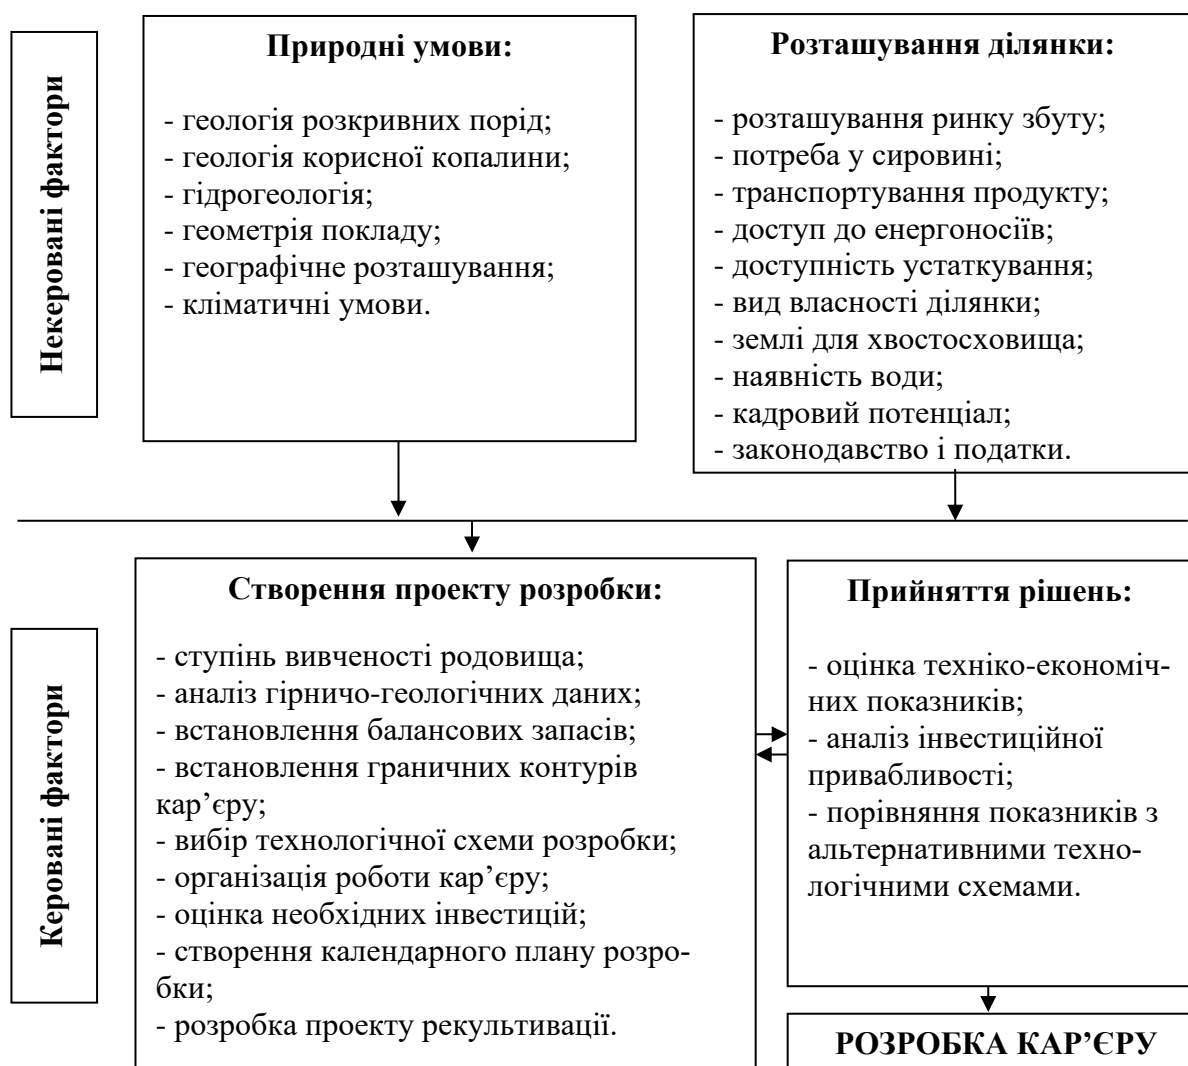 Некеровані фактори
Природні умови:
- геологія розкривних порід;
- геологія корисної копалини;
- гідрогеологія;
- геометрія покладу;
- географічне розташування;
- кліматичні умови.
Розташування ділянки:
- розташування ринку збуту;
- потреба у сировині;
- транспортування продукту;
- доступ до енергоносіїв;
- доступність устаткування;
- вид власності ділянки;
- землі для хвостосховища;
- наявність води;
- кадровий потенціал;
- законодавство і податки.
Керовані фактори
Створення проекту розробки:
- ступінь вивченості родовища;
- аналіз гірничо-геологічних даних;
- встановлення балансових запасів;
- встановлення граничних контурів
кар’єру;
- вибір технологічної схеми розробки;
- організація роботи кар’єру;
- оцінка необхідних інвестицій;
- створення календарного плану розро-
бки;
- розробка проекту рекультивації.
Прийняття рішень:
- оцінка техніко-економіч-
них показників;
- аналіз інвестиційної
привабливості;
- порівняння показників з
альтернативними техно-
логічними схемами.
РОЗРОБКА КАР’ЄРУ